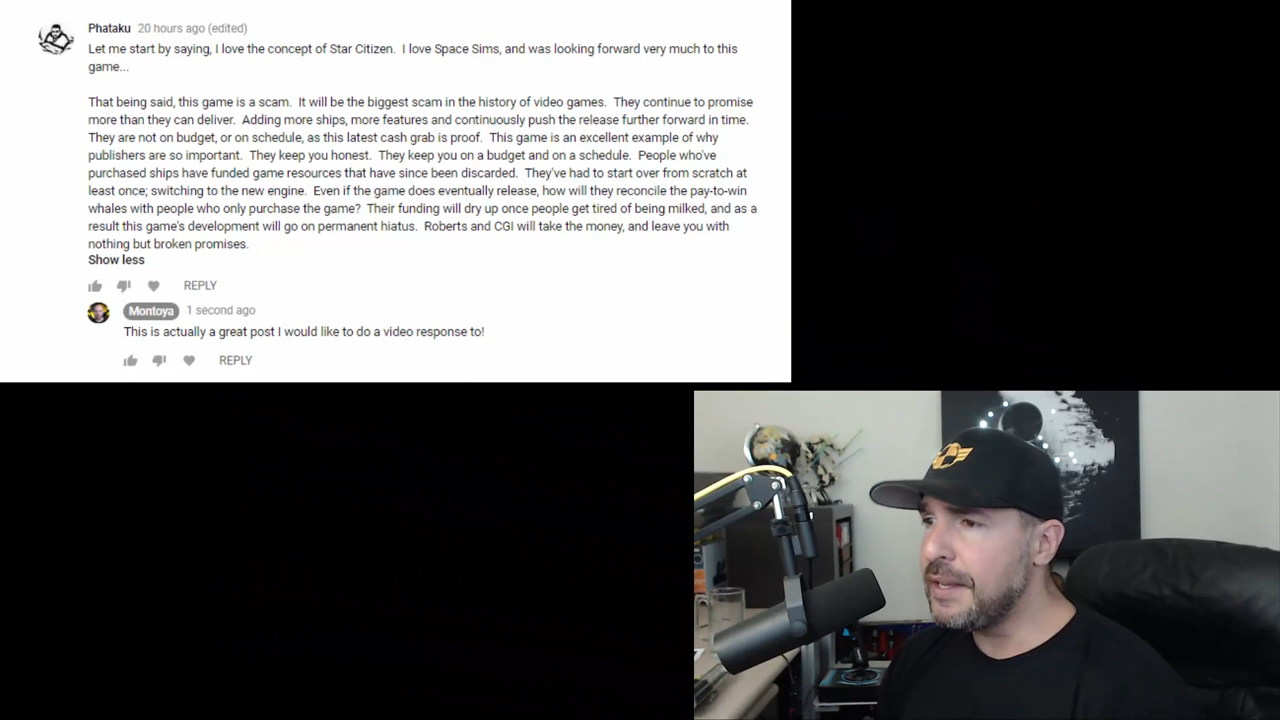 Phataku 20 hours ago (edited)
Let me start by saying, I love the concept of Star Citizen.  I love Space Sims, and was looking forward very much to this
game...
That being said, this game is a scam.  It will be the biggest scam in the history of video games.  They continue to promise
more than they can deliver.  Adding more ships, more features and continuously push the release further forward in time.
They are not on budget, or on schedule, as this latest cash grab is proof.  This game is an excellent example of why
publishers are so important.  They keep you honest.  They keep you on a budget and on a schedule.  People who've
purchased ships have funded game resources that have since been discarded.  They've had to start over from scratch at
least once; switching to the new engine.  Even if the game does eventually release, how will they reconcile the pay-to-win
whales with people who only purchase the game?  Their funding will dry up once people get tired of being milked, and as a
result this game's development will go on permanent hiatus.  Roberts and CGI will take the money, and leave you with
nothing but broken promises.
Show less
REPLY
Montoya 1 second ago
This is actually a great post I would like to do a video response to!
REPLY